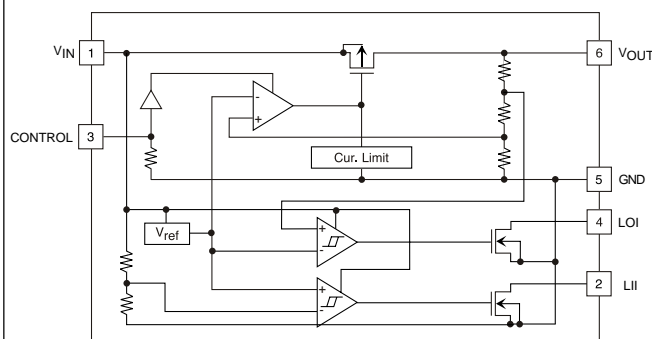 VIN 1
6 VOUT
-
+
CONTROL 3
Cur. Limit
5 GND
4 LOI
Vref
+
-
2 LII
+
-